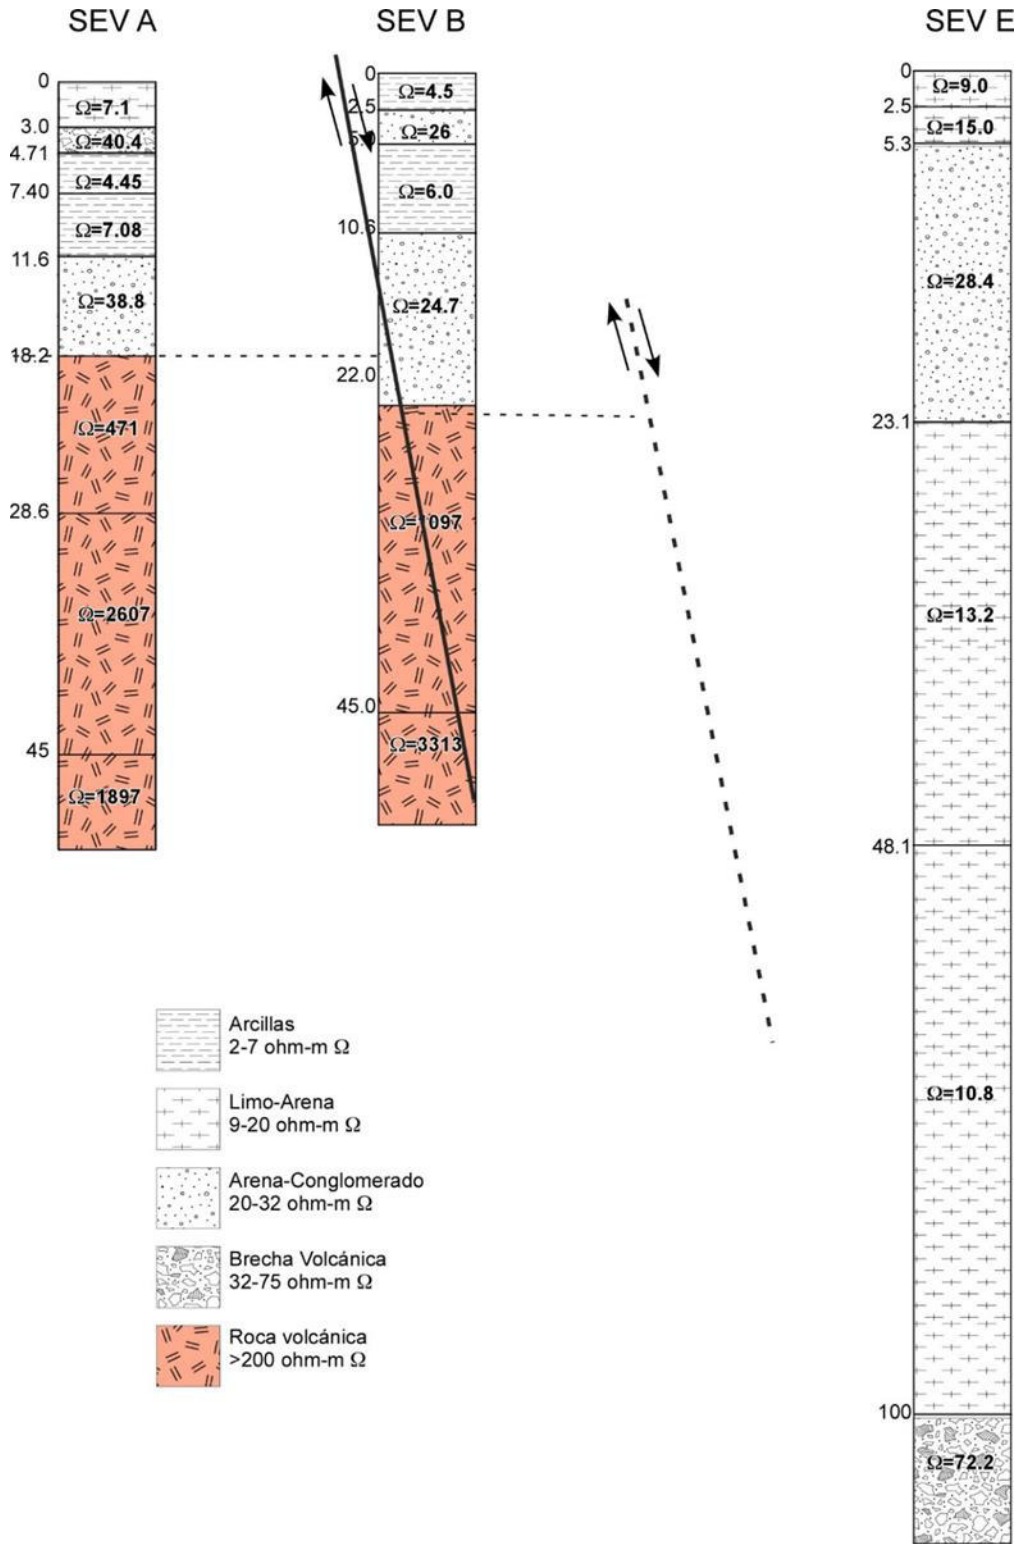 SEV A
SEV B
SEV E
0
Ω=7.1
3.0
Ω=40.4
4.71
Ω=4.45
7.40
Ω=7.08
11.6
Ω=38.8
18.2
Ω=471
28.6
Ω=2607
45
Ω=1897
0
Ω=4.5
2.5
Ω=26
5.0
Ω=6.0
10.6
Ω=24.7
22.0
Ω=1097
45.0
Ω=3313
0
Ω=9.0
2.5
Ω=15.0
5.3
Ω=28.4
23.1
Ω=13.2
48.1
Ω=10.8
100
Ω=72.2
Arcillas
2-7 ohm-m Ω
Limo-Arena
9-20 ohm-m Ω
Arena-Conglomerado
20-32 ohm-m Ω
Brecha Volcánica
32-75 ohm-m Ω
Roca volcánica
>200 ohm-m Ω